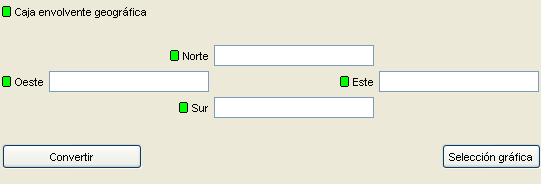 Caja envolvente geográfica
Norte
Oeste
Este
Sur
Convertir
Selección gráfica